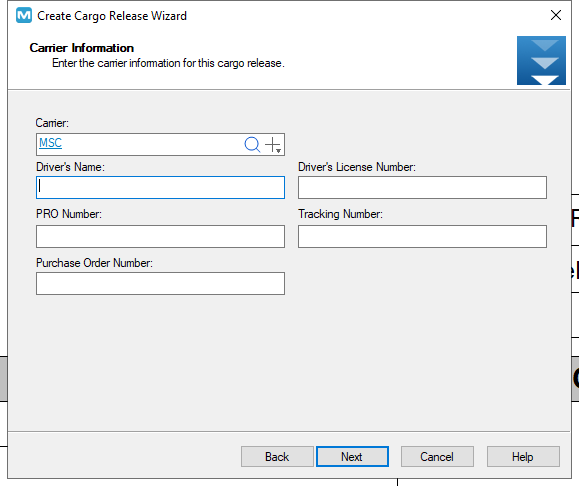 Create Cargo Release Wizard
Carrier Information
Enter the carrier information for this cargo release.
Carrier:
MSC
Driver's Name:
Driver's License Number:
PRO Number:
Tracking Number:
Purchase Order Number:
Back
Next
Cancel
Help